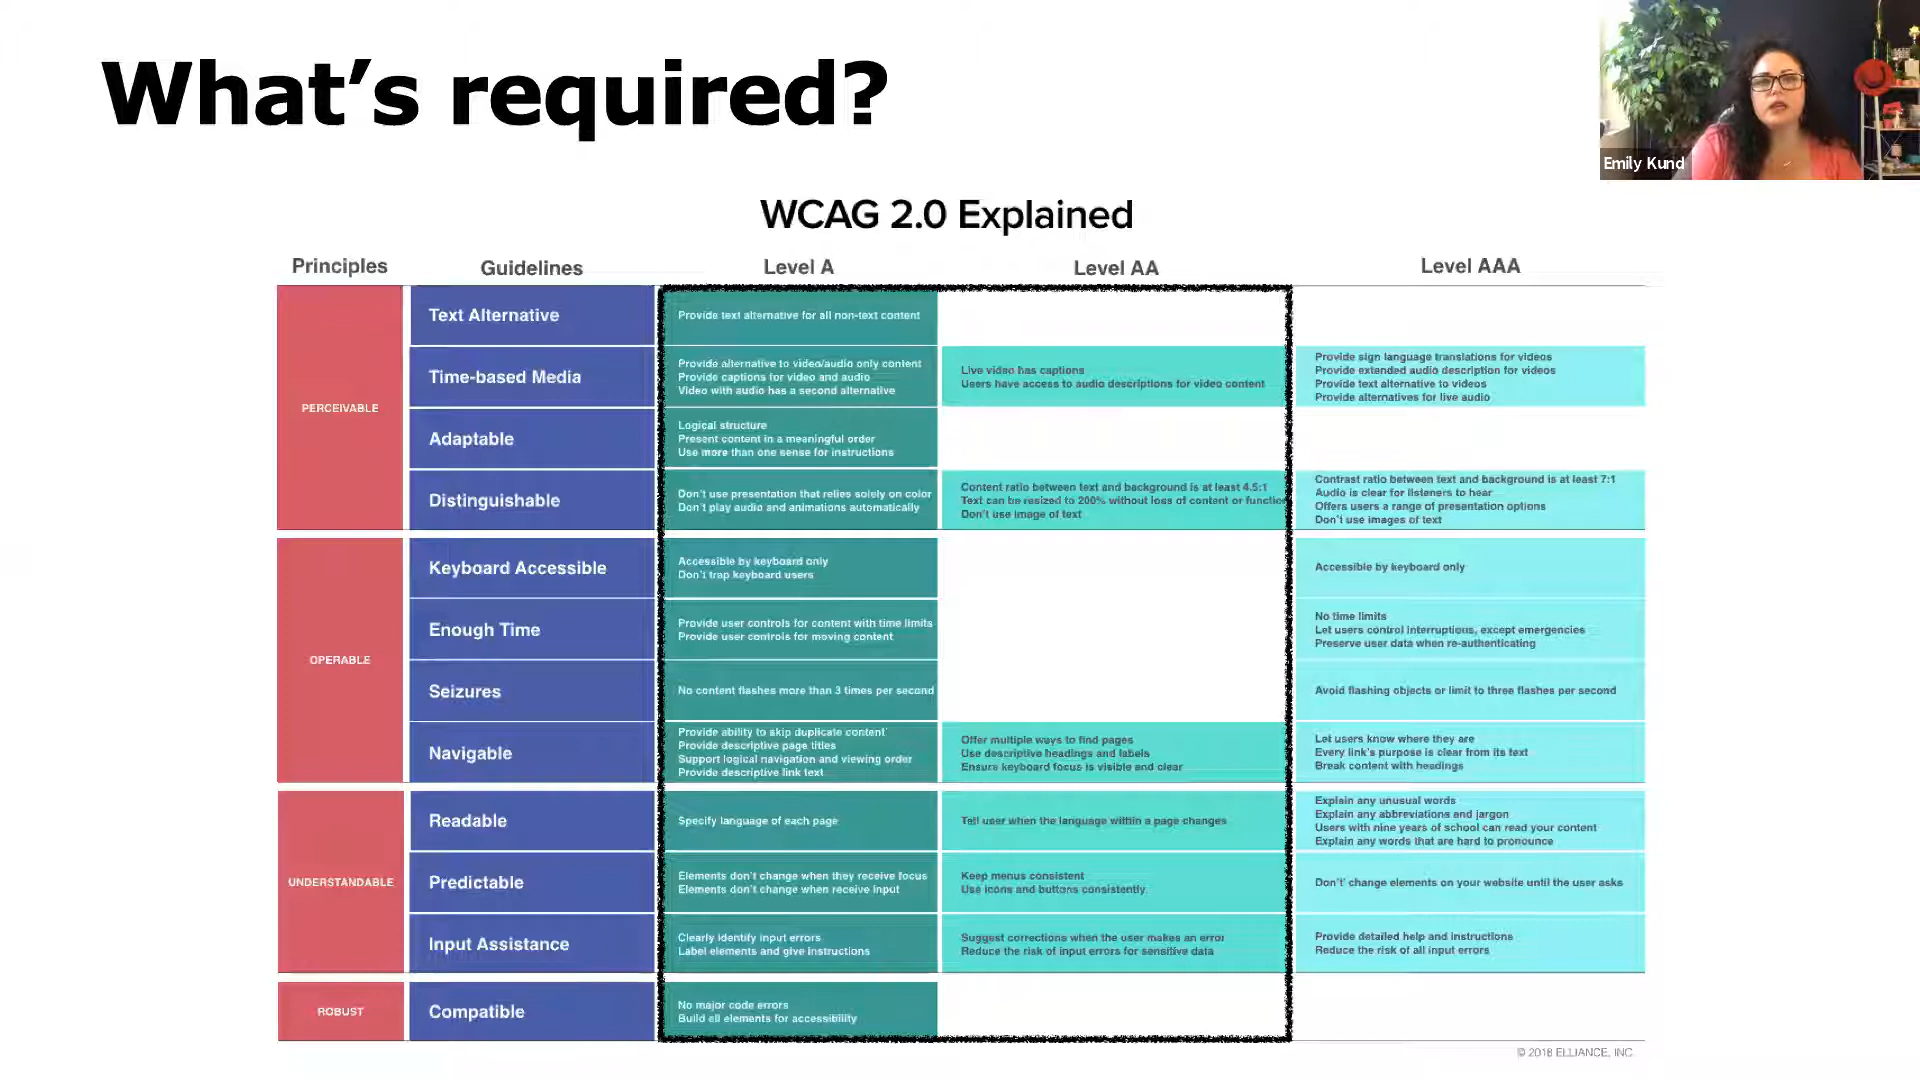 What's required?
Emily Kund
WCAG 2.0 Explained
Principles Guidelines Level A Level AA Level AAA
PERCEIVABLE
Text Alternative
Provide text alternative for all non-text content
Time-based Media
Provide alternative to video/audio only content
Provide captions for video and audio
Video with audio has a second alternative
Live video has captions
Users have access to audio descriptions for video content
Provide sign language translations for videos
Provide extended audio description for videos
Provide text alternative to videos
Provide alternatives for live audio
Adaptable
Logical structure
Present content in a meaningful order
Use more than one sense for instructions
Distinguishable
Don't use presentation that relies solely on color
Don't play audio and animations automatically
Content ratio between text and background is at least 4.5:1
Text can be resized to 200% without loss of content or function
Don't use image of text
Contrast ratio between text and background is at least 7:1
Audio is clear for listeners to hear
Offers users a range of presentation options
Don't use images of text
OPERABLE
Keyboard Accessible
Accessible by keyboard only
Don't trap keyboard users
Accessible by keyboard only
Enough Time
Provide user controls for content with time limits
Provide user controls for moving content
No time limits
Let users control interruptions, except emergencies
Preserve user data when re-authenticating
Seizures
No content flashes more than 3 times per second
Avoid flashing objects or limit to three flashes per second
Navigable
Provide ability to skip duplicate content
Provide descriptive page titles
Support logical navigation and viewing order
Provide descriptive link text
Offer multiple ways to find pages
Use descriptive headings and labels
Ensure keyboard focus is visible and clear
Let users know where they are
Every link's purpose is clear from its text
Break content with headings
UNDERSTANDABLE
Readable
Specify language of each page
Tell user when the language within a page changes
Explain any unusual words
Explain any abbreviations and jargon
Users with nine years of school can read your content
Explain any words that are hard to pronounce
Predictable
Elements don't change when they receive focus
Elements don't change when receive input
Keep menus consistent
Use icons and buttons consistently
Don't' change elements on your website until the user asks
Input Assistance
Clearly identify input errors
Label elements and give instructions
Suggest corrections when the user makes an error
Reduce the risk of input errors for sensitive data
Provide detailed help and instructions
Reduce the risk of all input errors
ROBUST
Compatible
No major code errors
Build all elements for accessibility
© 2018 ELLIANCE, INC.